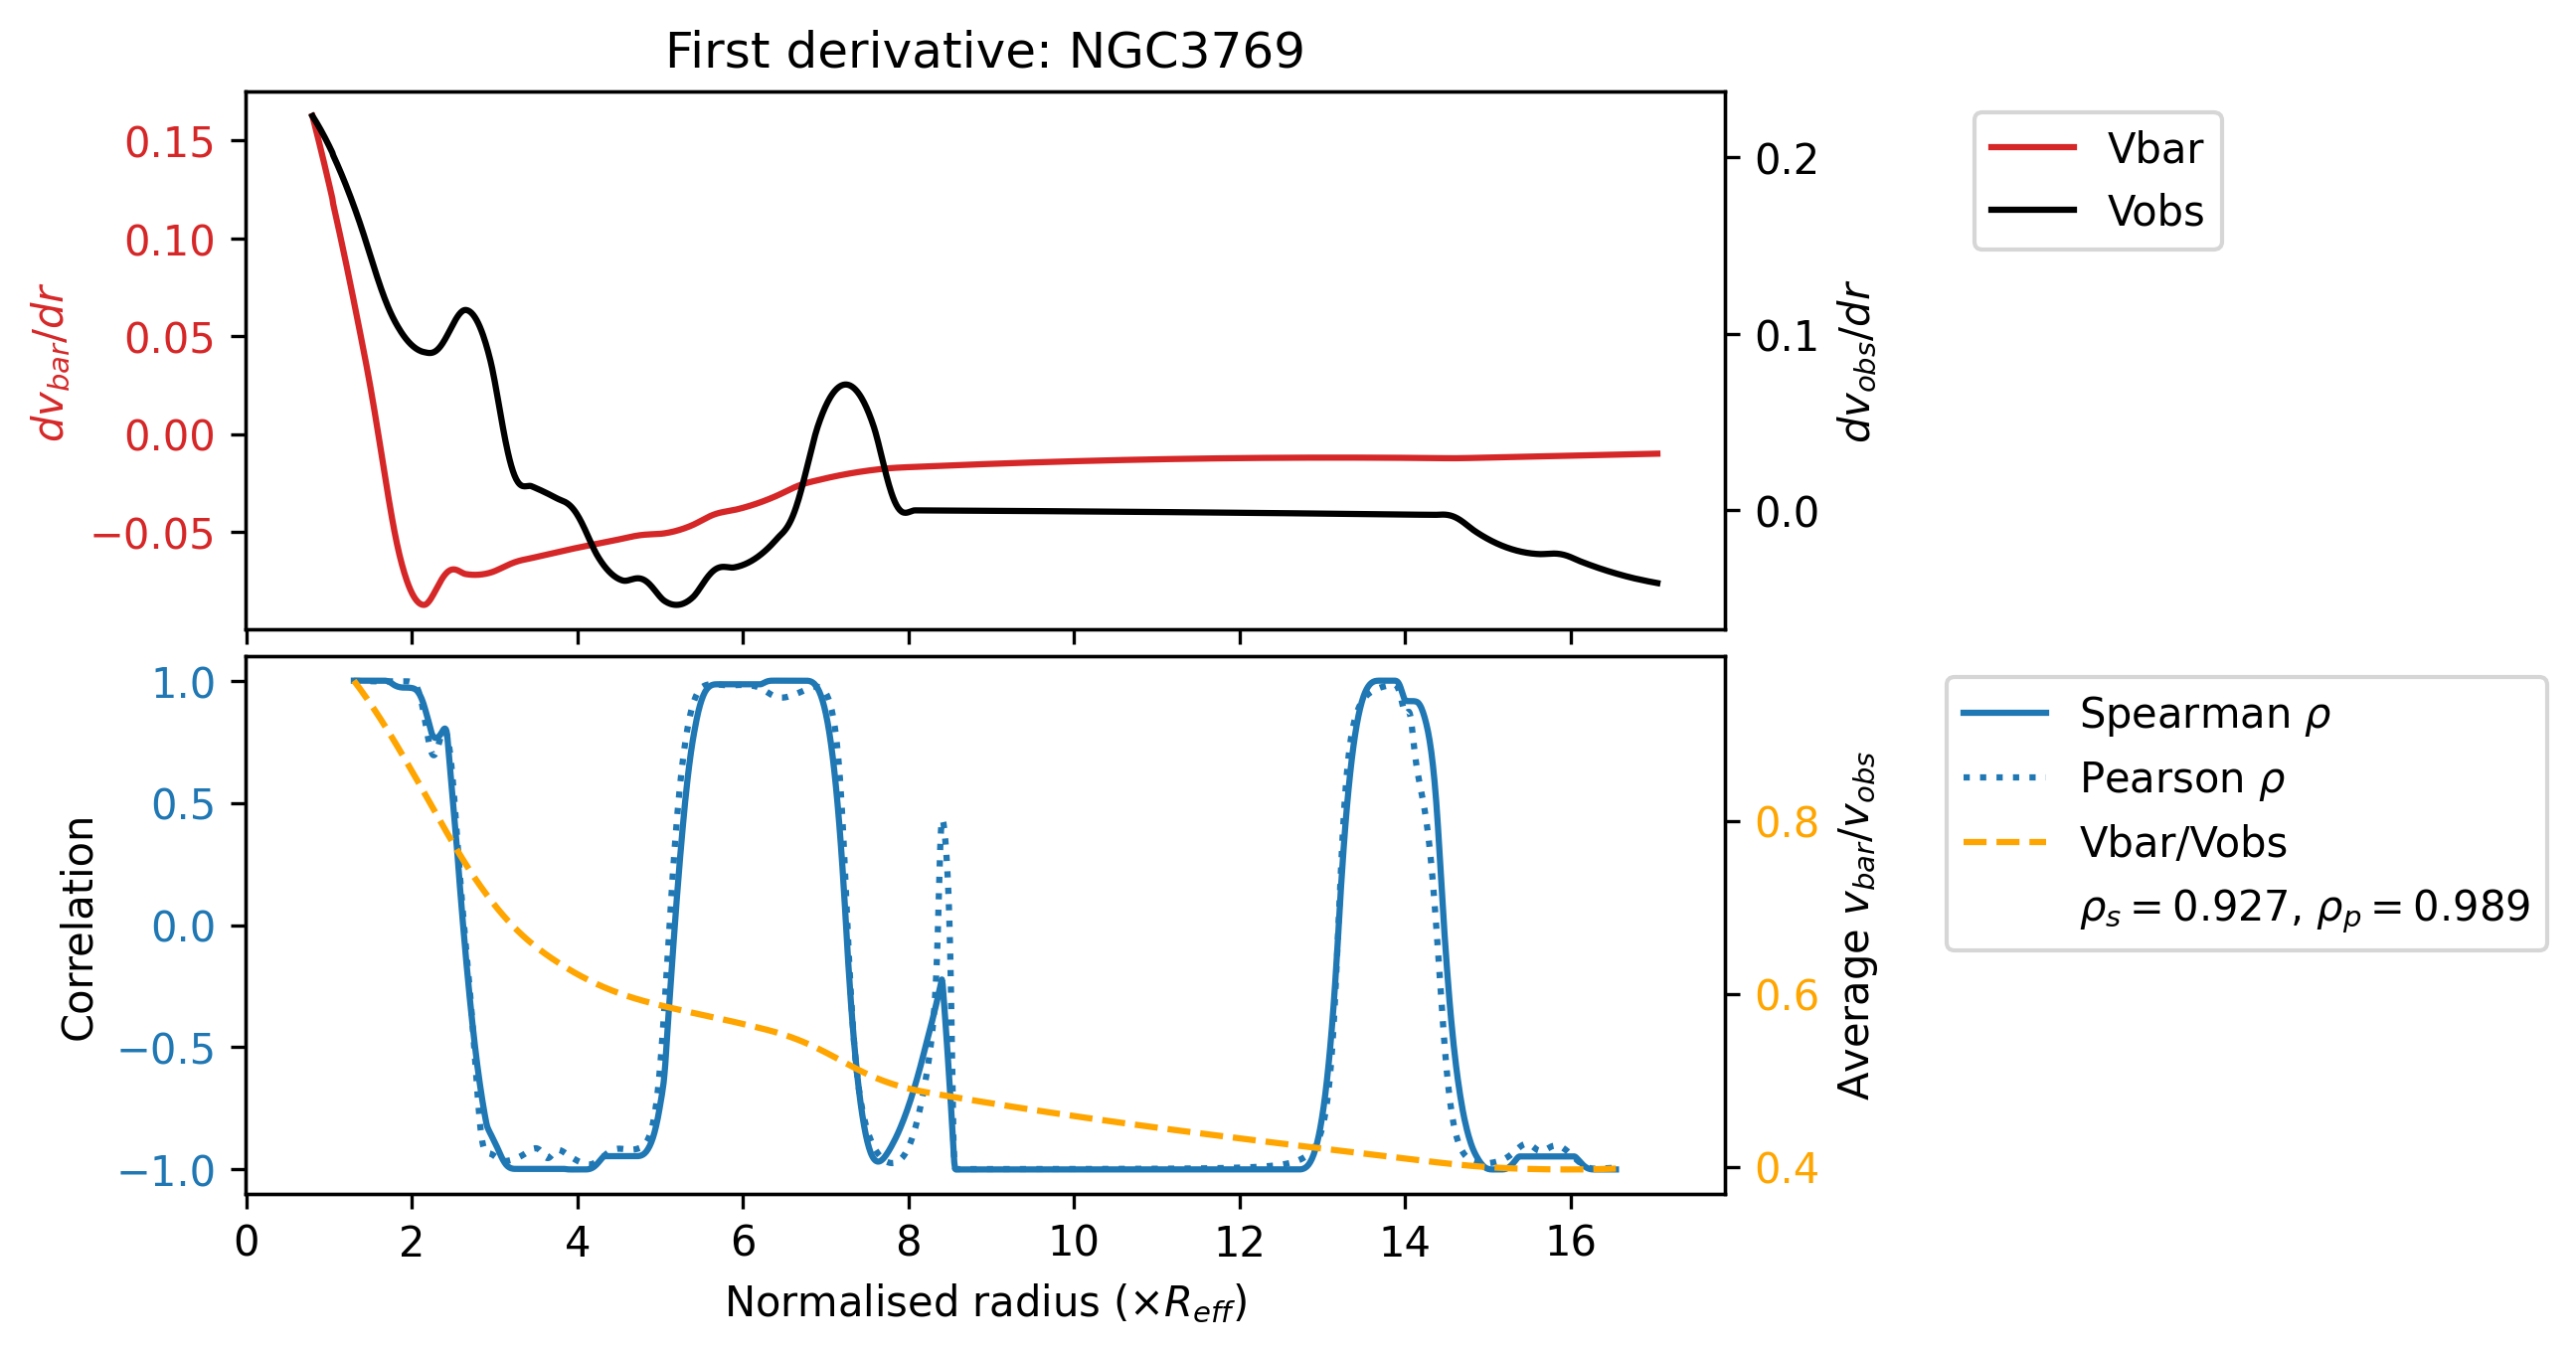 First derivative: NGC3769
0.15
0.10
0.05
0.00
−0.05
dv_bar/dr
0.2
0.1
0.0
dv_obs/dr
Vbar
Vobs
1.0
0.5
0.0
−0.5
−1.0
Correlation
0.8
0.6
0.4
Average v_bar/v_obs
Spearman ρ
Pearson ρ
Vbar/Vobs
ρ_s = 0.927, ρ_p = 0.989
0 2 4 6 8 10 12 14 16
Normalised radius (×R_eff)